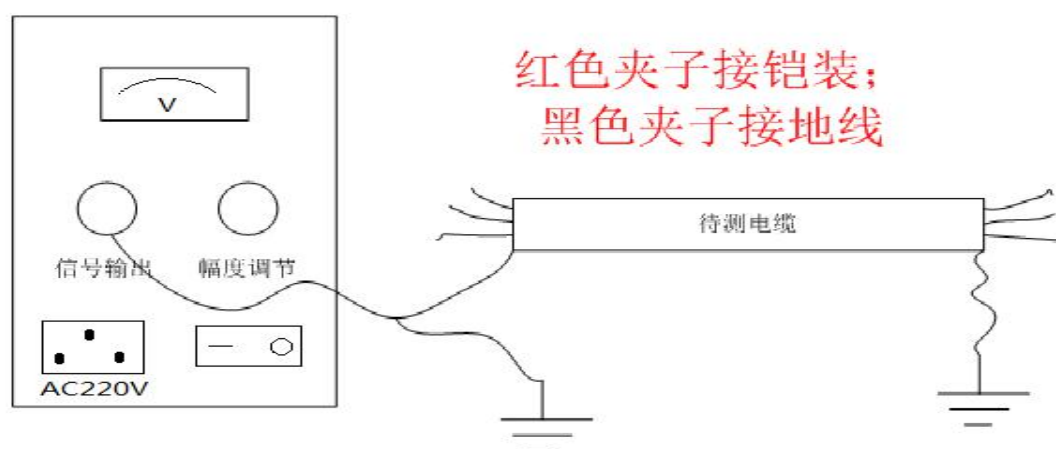 红色夹子接铠装；
黑色夹子接地线
V
待测电缆
信号输出
幅度调节
AC220V